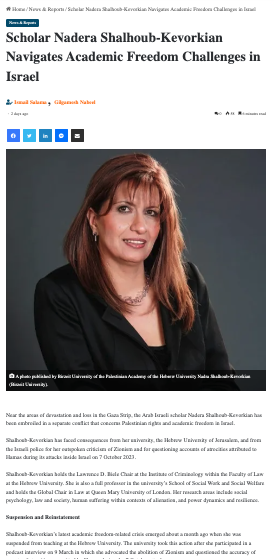 Home / News & Reports / Scholar Nadera Shalhoub-Kevorkian Navigates Academic Freedom Challenges in Israel
News & Reports
Scholar Nadera Shalhoub-Kevorkian
Navigates Academic Freedom Challenges in
Israel
Ismail Salama, Gilgamesh Nabeel
2 days ago
A photo published by Birzeit University of the Palestinian Academy of the Hebrew University Nadra Shalhoub-Kevorkian
(Birzeit University).
Near the areas of devastation and loss in the Gaza Strip, the Arab Israeli scholar Nadera Shalhoub-Kevorkian has
been embroiled in a separate conflict that concerns Palestinian rights and academic freedom in Israel.
Shalhoub-Kevorkian has faced consequences from her university, the Hebrew University of Jerusalem, and from
the Israeli police for her outspoken criticism of Zionism and for questioning accounts of atrocities attributed to
Hamas during its attacks inside Israel on 7 October 2023.
Shalhoub-Kevorkian holds the Lawrence D. Biele Chair at the Institute of Criminology within the Faculty of Law
at the Hebrew University. She is also a full professor in the university's School of Work and Social Welfare
and holds the Global Chair in Law at Queen Mary University of London. Her research areas include social
psychology, law and society, human suffering within contexts of alienation, and power dynamics and resilience.
Suspension and Reinstatement
Shalhoub-Kevorkian's latest academic freedom-related crisis emerged about a month ago when she was
suspended from teaching at the Hebrew University. The university took this action after she participated in a
podcast interview on 9 March in which she advocated the abolition of Zionism and questioned the accuracy of